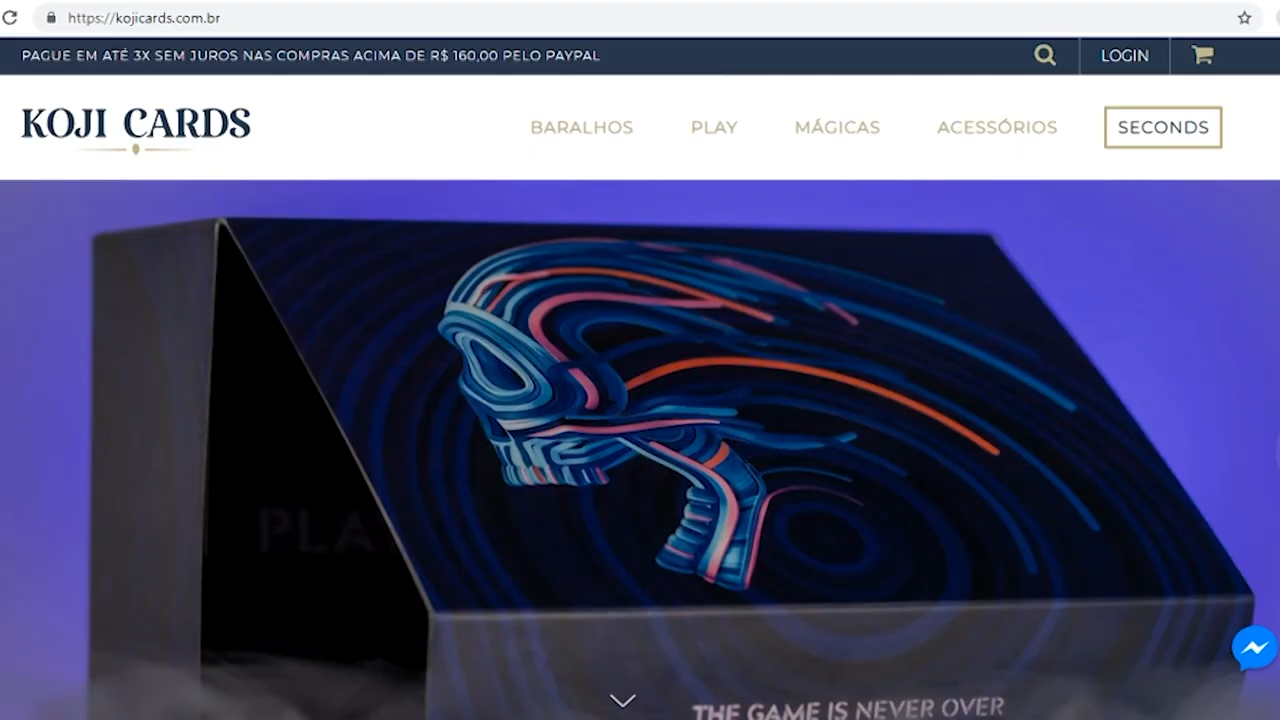 https://kojicards.com.br
PAGUE EM ATÉ 3X SEM JUROS NAS COMPRAS ACIMA DE R$ 160,00 PELO PAYPAL
LOGIN
KOJI CARDS
BARALHOS PLAY MÁGICAS ACESSÓRIOS SECONDS
THE GAME IS NEVER OVER